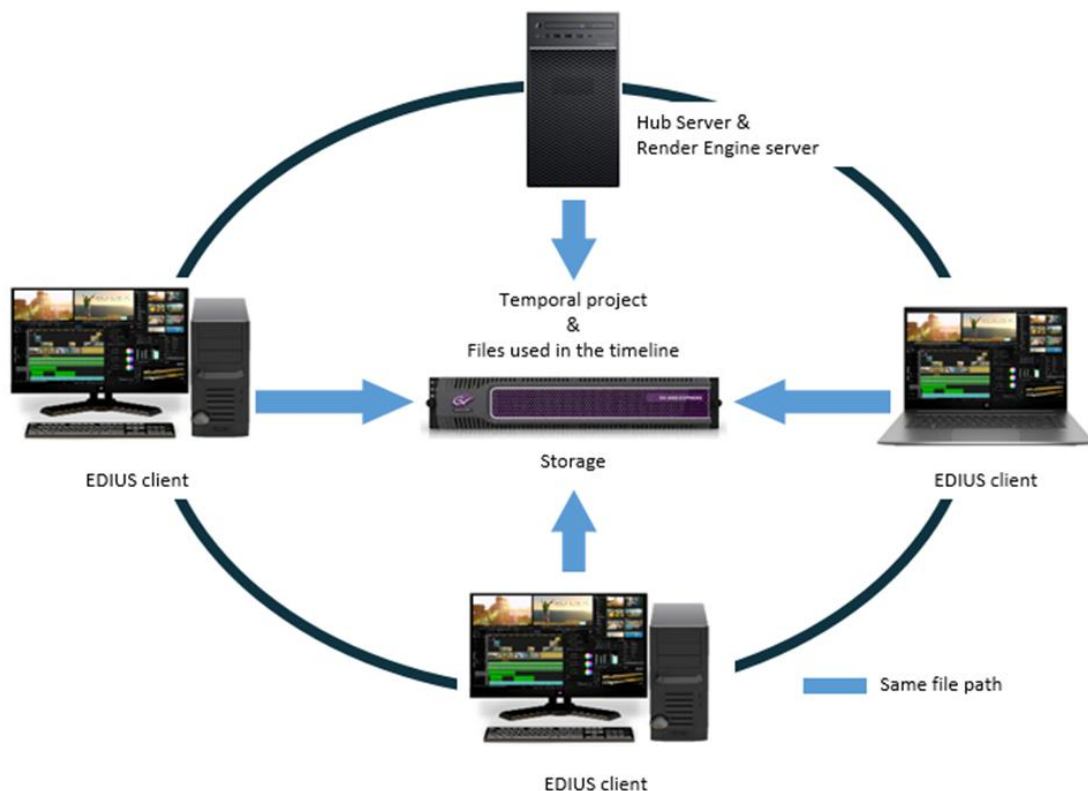 Hub Server &
Render Engine server
Temporal project
&
Files used in the timeline
Storage
EDIUS client
EDIUS client
Same file path
EDIUS client